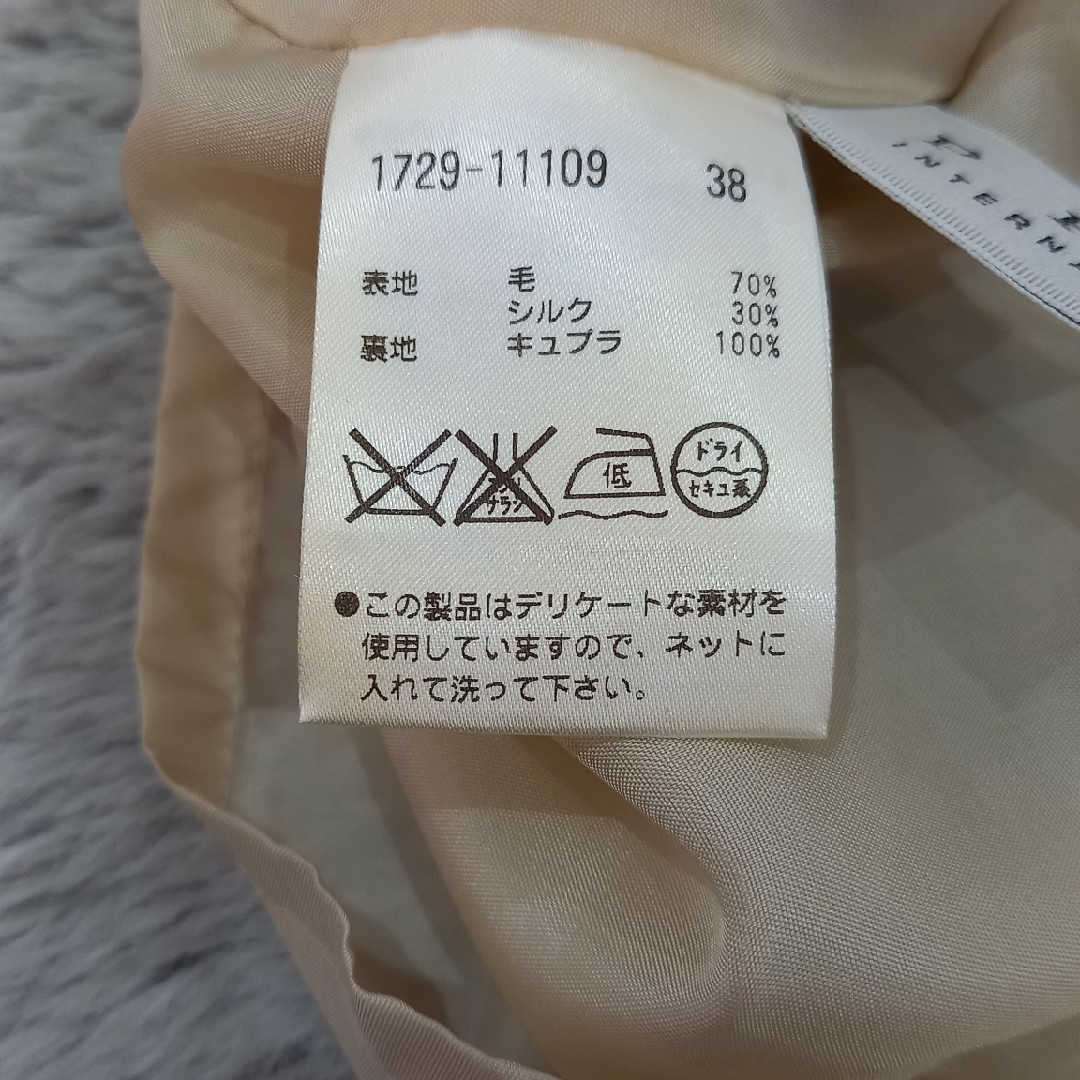 1729-11109 38
表地 毛 70%
シルク 30%
裏地 キュプラ 100%
低
ドライ
セキユ系
●この製品はデリケートな素材を
使用していますので、ネットに
入れて洗って下さい。